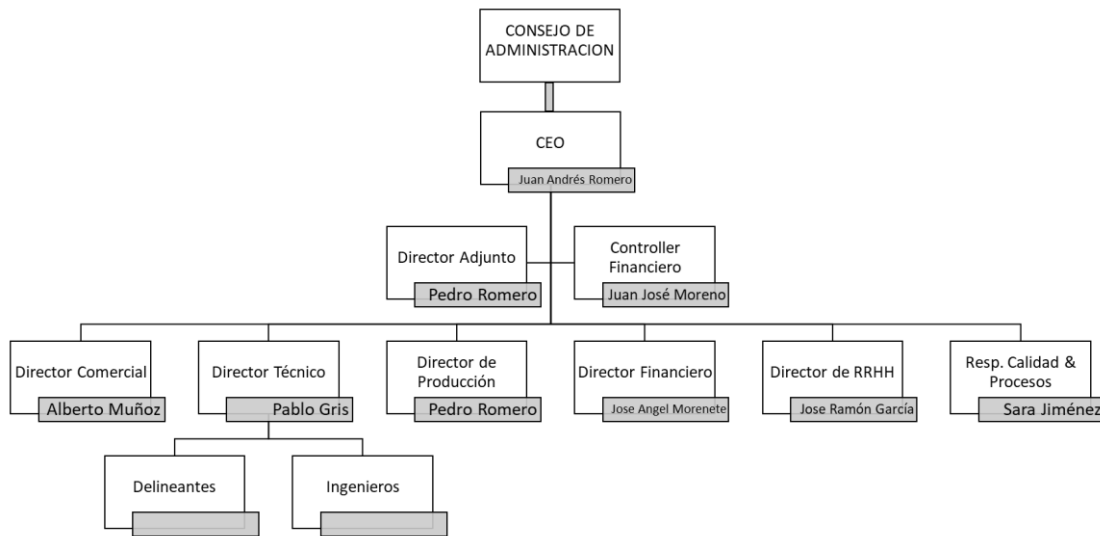 CONSEJO DE
ADMINISTRACION
CEO
Juan Andrés Romero
Director Adjunto
Pedro Romero
Controller
Financiero
Juan José Moreno
Director Comercial
Alberto Muñoz
Director Técnico
Pablo Gris
Director de
Producción
Pedro Romero
Director Financiero
Jose Angel Morenete
Director de RRHH
Jose Ramón García
Resp. Calidad &
Procesos
Sara Jiménez
Delineantes
Ingenieros